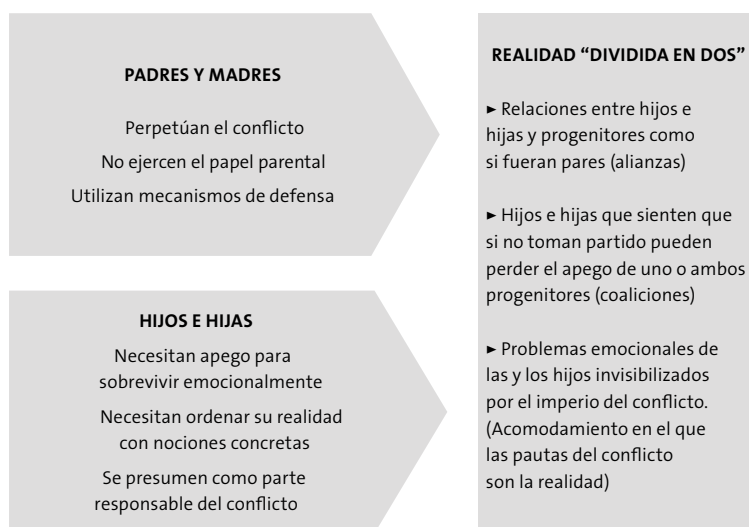 PADRES Y MADRES
Perpetúan el conflicto
No ejercen el papel parental
Utilizan mecanismos de defensa
HIJOS E HIJAS
Necesitan apego para
sobrevivir emocionalmente
Necesitan ordenar su realidad
con nociones concretas
Se presumen como parte
responsable del conflicto
REALIDAD “DIVIDIDA EN DOS”
► Relaciones entre hijos e
hijas y progenitores como
si fueran pares (alianzas)
► Hijos e hijas que sienten que
si no toman partido pueden
perder el apego de uno o ambos
progenitores (coaliciones)
► Problemas emocionales de
las y los hijos invisibilizados
por el imperio del conflicto.
(Acomodamiento en el que
las pautas del conflicto
son la realidad)